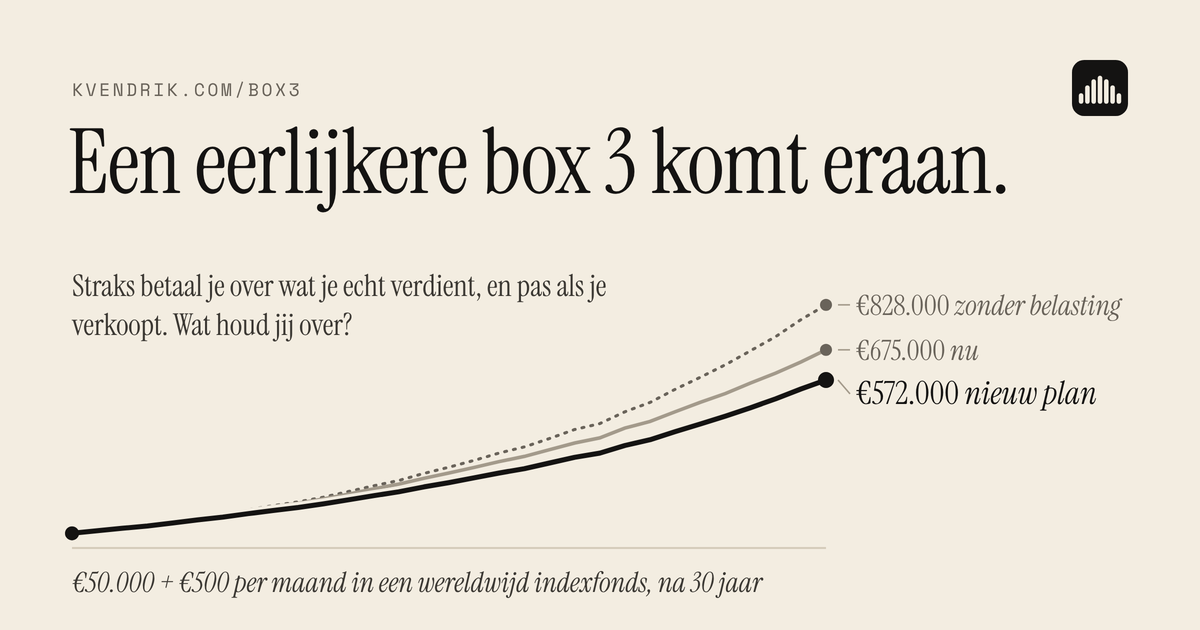 KVENDRIK.COM/BOX3
Een eerlijkere box 3 komt eraan.
Straks betaal je over wat je echt verdient, en pas als je
verkoopt. Wat houd jij over?
€828.000 zonder belasting
€675.000 nu
€572.000 nieuw plan
€50.000 + €500 per maand in een wereldwijd indexfonds, na 30 jaar